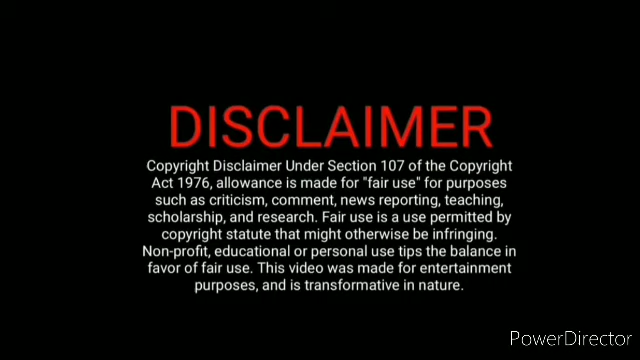 DISCLAIMER
Copyright Disclaimer Under Section 107 of the Copyright
Act 1976, allowance is made for "fair use" for purposes
such as criticism, comment, news reporting, teaching,
scholarship, and research. Fair use is a use permitted by
copyright statute that might otherwise be infringing.
Non-profit, educational or personal use tips the balance in
favor of fair use. This video was made for entertainment
purposes, and is transformative in nature.
PowerDirector